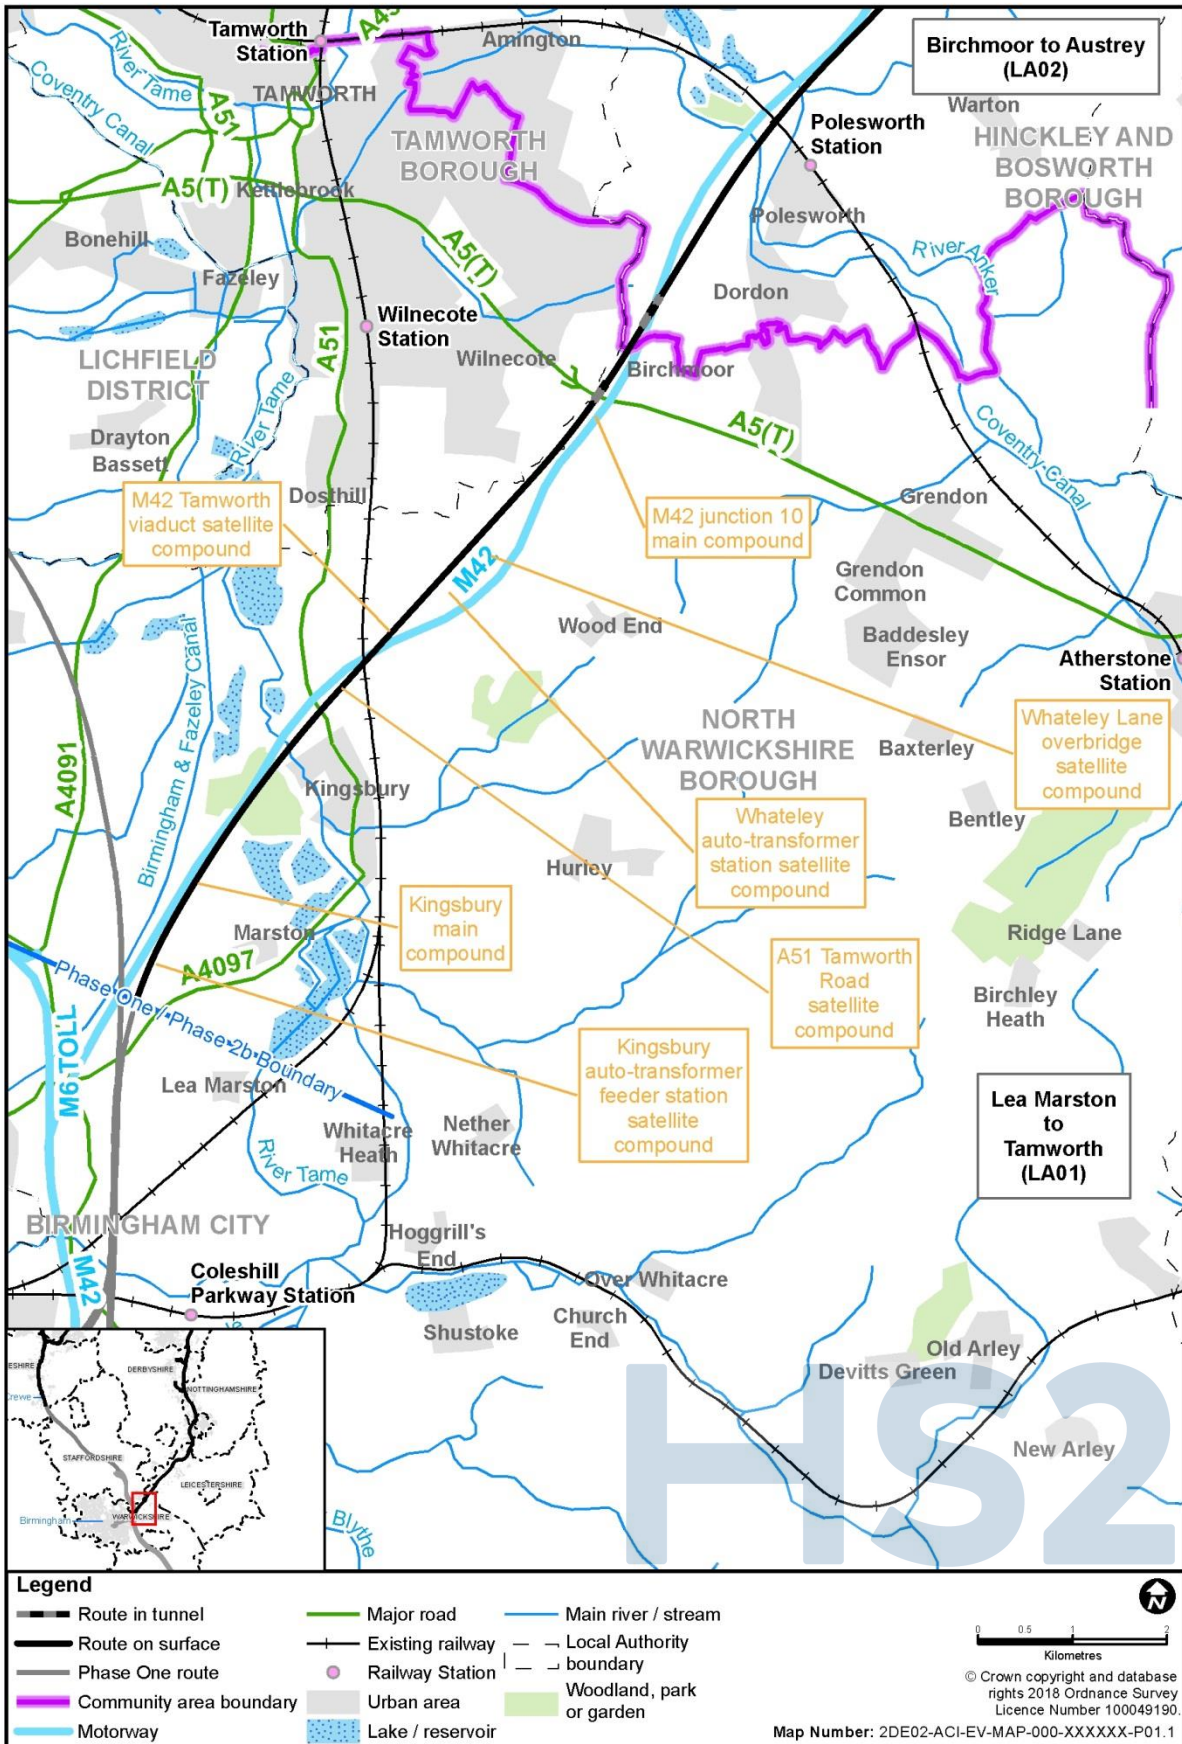 Tamworth
Station
A453
Amington
Birchmoor to Austrey
(LA02)
River Tame
Coventry Canal
A51
TAMWORTH
TAMWORTH
BOROUGH
Warton
Polesworth
Station
HINCKLEY AND
BOSWORTH
BOROUGH
A5(T)
Kettlebrook
Bonehill
Fazeley
A5(T)
Polesworth
River Anker
Dordon
Wilnecote
Station
A51
Wilnecote
Birchmoor
LICHFIELD
DISTRICT
River Tame
Drayton
Bassett
A5(T)
Coventry Canal
Dosthill
Grendon
M42 Tamworth
viaduct satellite
compound
M42 junction 10
main compound
M42
Grendon
Common
Wood End
Baddesley
Ensor
Atherstone
Station
Birmingham & Fazeley Canal
A4091
NORTH
WARWICKSHIRE
BOROUGH
Baxterley
Whateley Lane
overbridge
satellite
compound
Kingsbury
Bentley
Whateley
auto-transformer
station satellite
compound
Hurley
Kingsbury
main
compound
Marston
A4097
Ridge Lane
A51 Tamworth
Road
satellite
compound
Phase One / Phase 2b Boundary
Birchley
Heath
M6 TOLL
Lea Marston
Kingsbury
auto-transformer
feeder station
satellite
compound
Lea Marston
to
Tamworth
(LA01)
Whitacre
Heath
Nether
Whitacre
River Tame
BIRMINGHAM CITY
Hoggrill's
End
M42
Coleshill
Parkway Station
Over Whitacre
Shustoke
Church
End
Old Arley
Devitts Green
New Arley
Blythe
HS2
DERBYSHIRE
NOTTINGHAMSHIRE
Crewe
STAFFORDSHIRE
LEICESTERSHIRE
Birmingham
WARWICKSHIRE
Legend
Route in tunnel
Route on surface
Phase One route
Community area boundary
Motorway
Major road
Existing railway
Railway Station
Urban area
Lake / reservoir
Main river / stream
Local Authority
boundary
Woodland, park
or garden
N
0 0.5 1 2
Kilometres
© Crown copyright and database
rights 2018 Ordnance Survey
Licence Number 100049190.
Map Number: 2DE02-ACI-EV-MAP-000-XXXXXX-P01.1